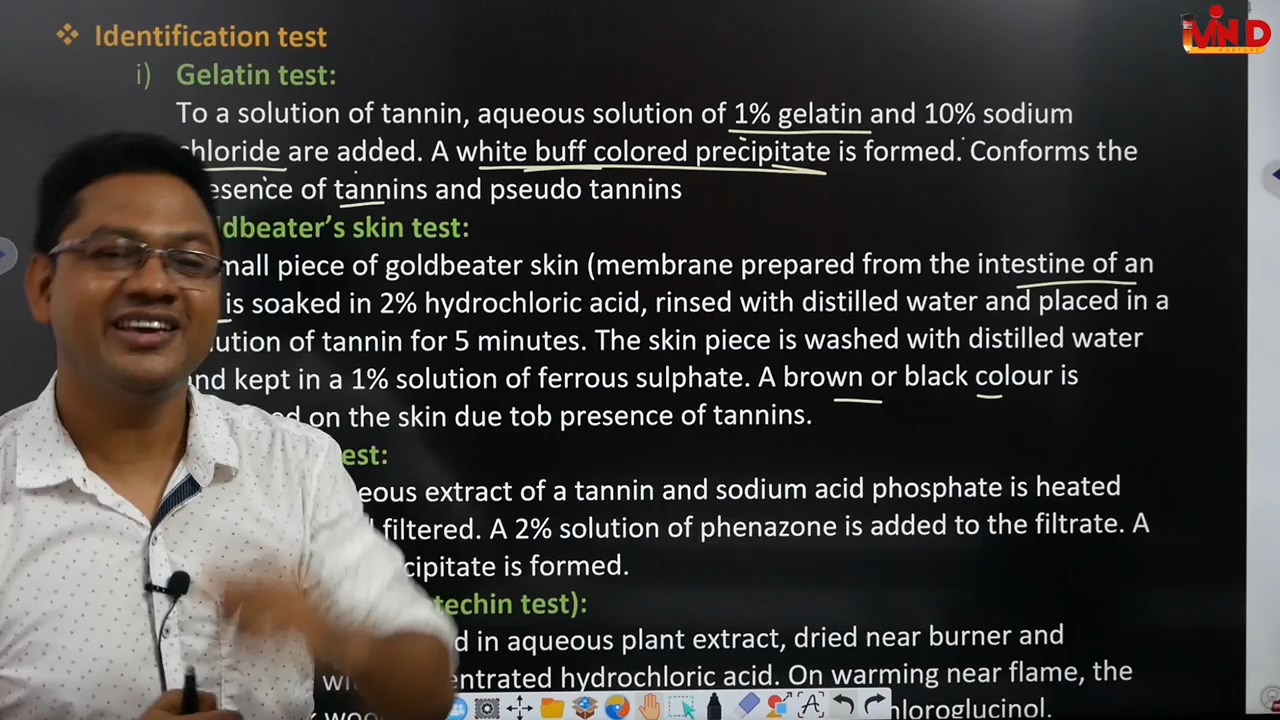 MIND
❖ Identification test
i) Gelatin test:
To a solution of tannin, aqueous solution of 1% gelatin and 10% sodium
chloride are added. A white buff colored precipitate is formed. Conforms the
esence of tannins and pseudo tannins
ldbeater's skin test:
mall piece of goldbeater skin (membrane prepared from the intestine of an
is soaked in 2% hydrochloric acid, rinsed with distilled water and placed in a
ution of tannin for 5 minutes. The skin piece is washed with distilled water
and kept in a 1% solution of ferrous sulphate. A brown or black colour is
on the skin due tob presence of tannins.
est:
eous extract of a tannin and sodium acid phosphate is heated
filtered. A 2% solution of phenazone is added to the filtrate. A
cipitate is formed.
techin test):
d in aqueous plant extract, dried near burner and
entrated hydrochloric acid. On warming near flame, the
hloroglucinol.